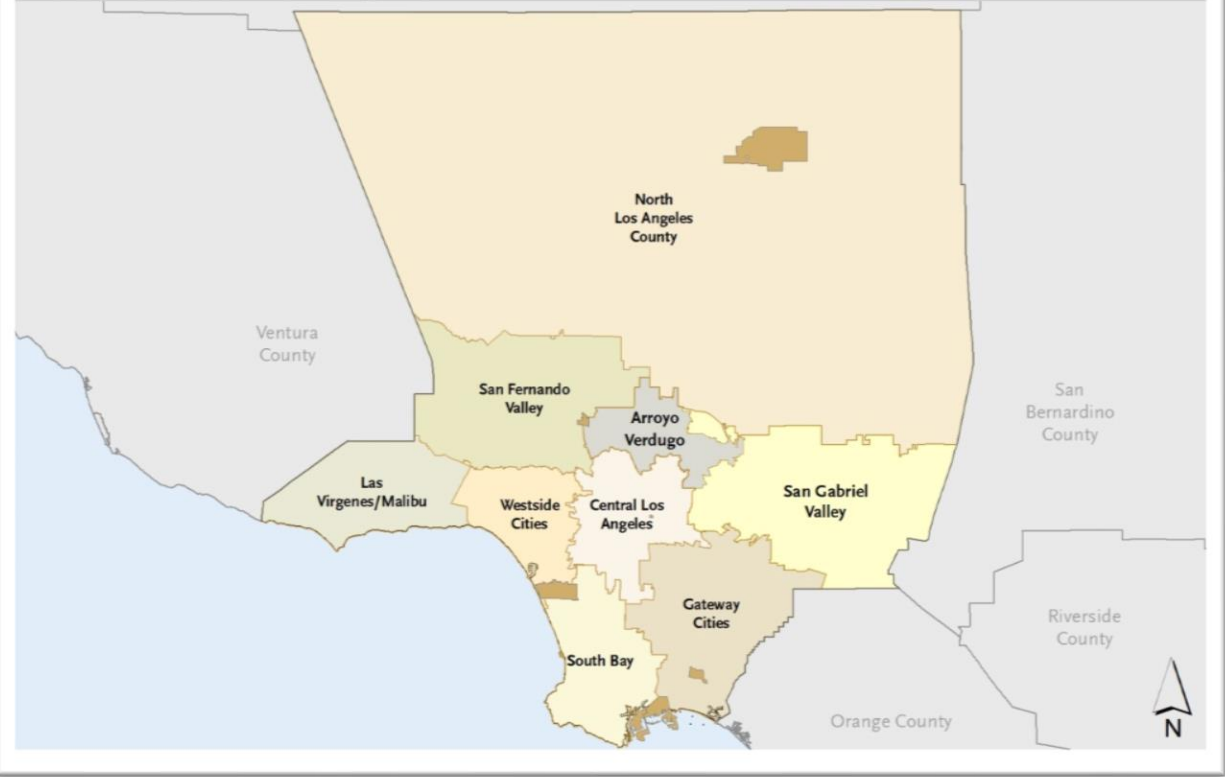 North
Los Angeles
County
Ventura
County
San Fernando
Valley
Arroyo
Verdugo
San
Bernardino
County
Las
Virgenes/Malibu
Westside
Cities
Central Los
Angeles
San Gabriel
Valley
Gateway
Cities
Riverside
County
South Bay
Orange County
N